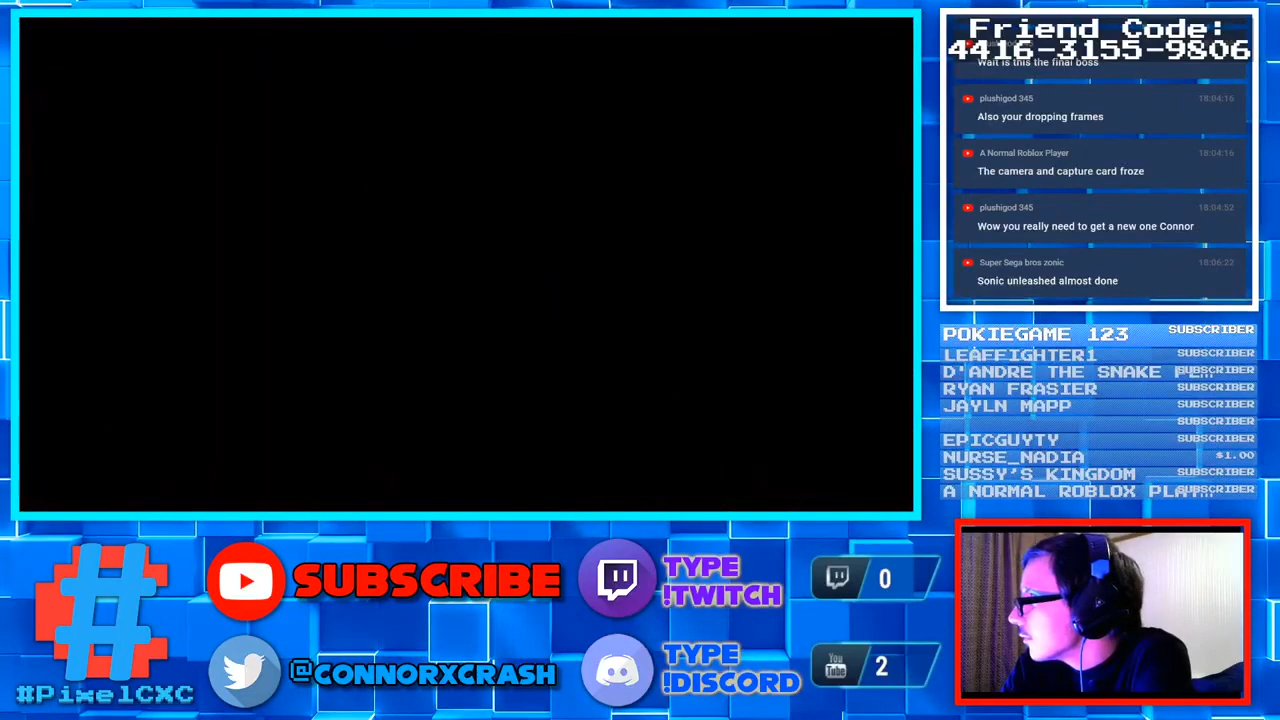 Friend Code:
4416-3155-9806
Wait is this the final boss
plushigod 345 18:04:16
Also your dropping frames
A Normal Roblox Player 18:04:16
The camera and capture card froze
plushigod 345 18:04:52
Wow you really need to get a new one Connor
Super Sega bros zonic 18:06:22
Sonic unleashed almost done
POKIEGAME 123 SUBSCRIBER
LEAFFIGHTER1 SUBSCRIBER
D'ANDRE THE SNAKE PL... SUBSCRIBER
RYAN FRASIER SUBSCRIBER
JAYLN MAPP SUBSCRIBER
SUBSCRIBER
EPICGUYTY SUBSCRIBER
NURSE_NADIA $1.00
SUSSY'S KINGDOM SUBSCRIBER
A NORMAL ROBLOX PLAY... SUBSCRIBER
#PixelCXC
SUBSCRIBE
@CONNORXCRASH
TYPE
!TWITCH
TYPE
!DISCORD
0
You
Tube
2